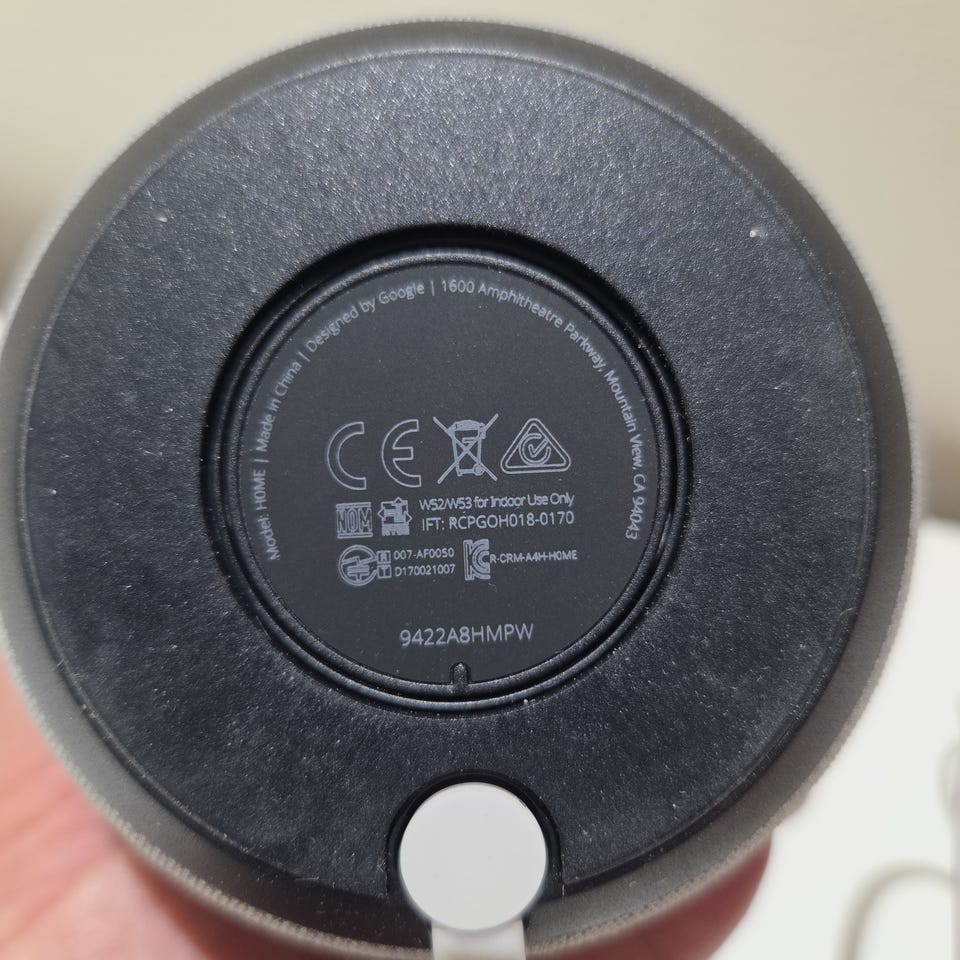 Model: HOME | Made in China | Designed by Google | 1600 Amphitheatre Parkway, Mountain View, CA 94043
CE
NOM
W52/W53 for Indoor Use Only
IFT: RCPGOH018-0170
R 007-AF0050
T D170021007
R-CRM-A4H-H0ME
9422A8HMPW